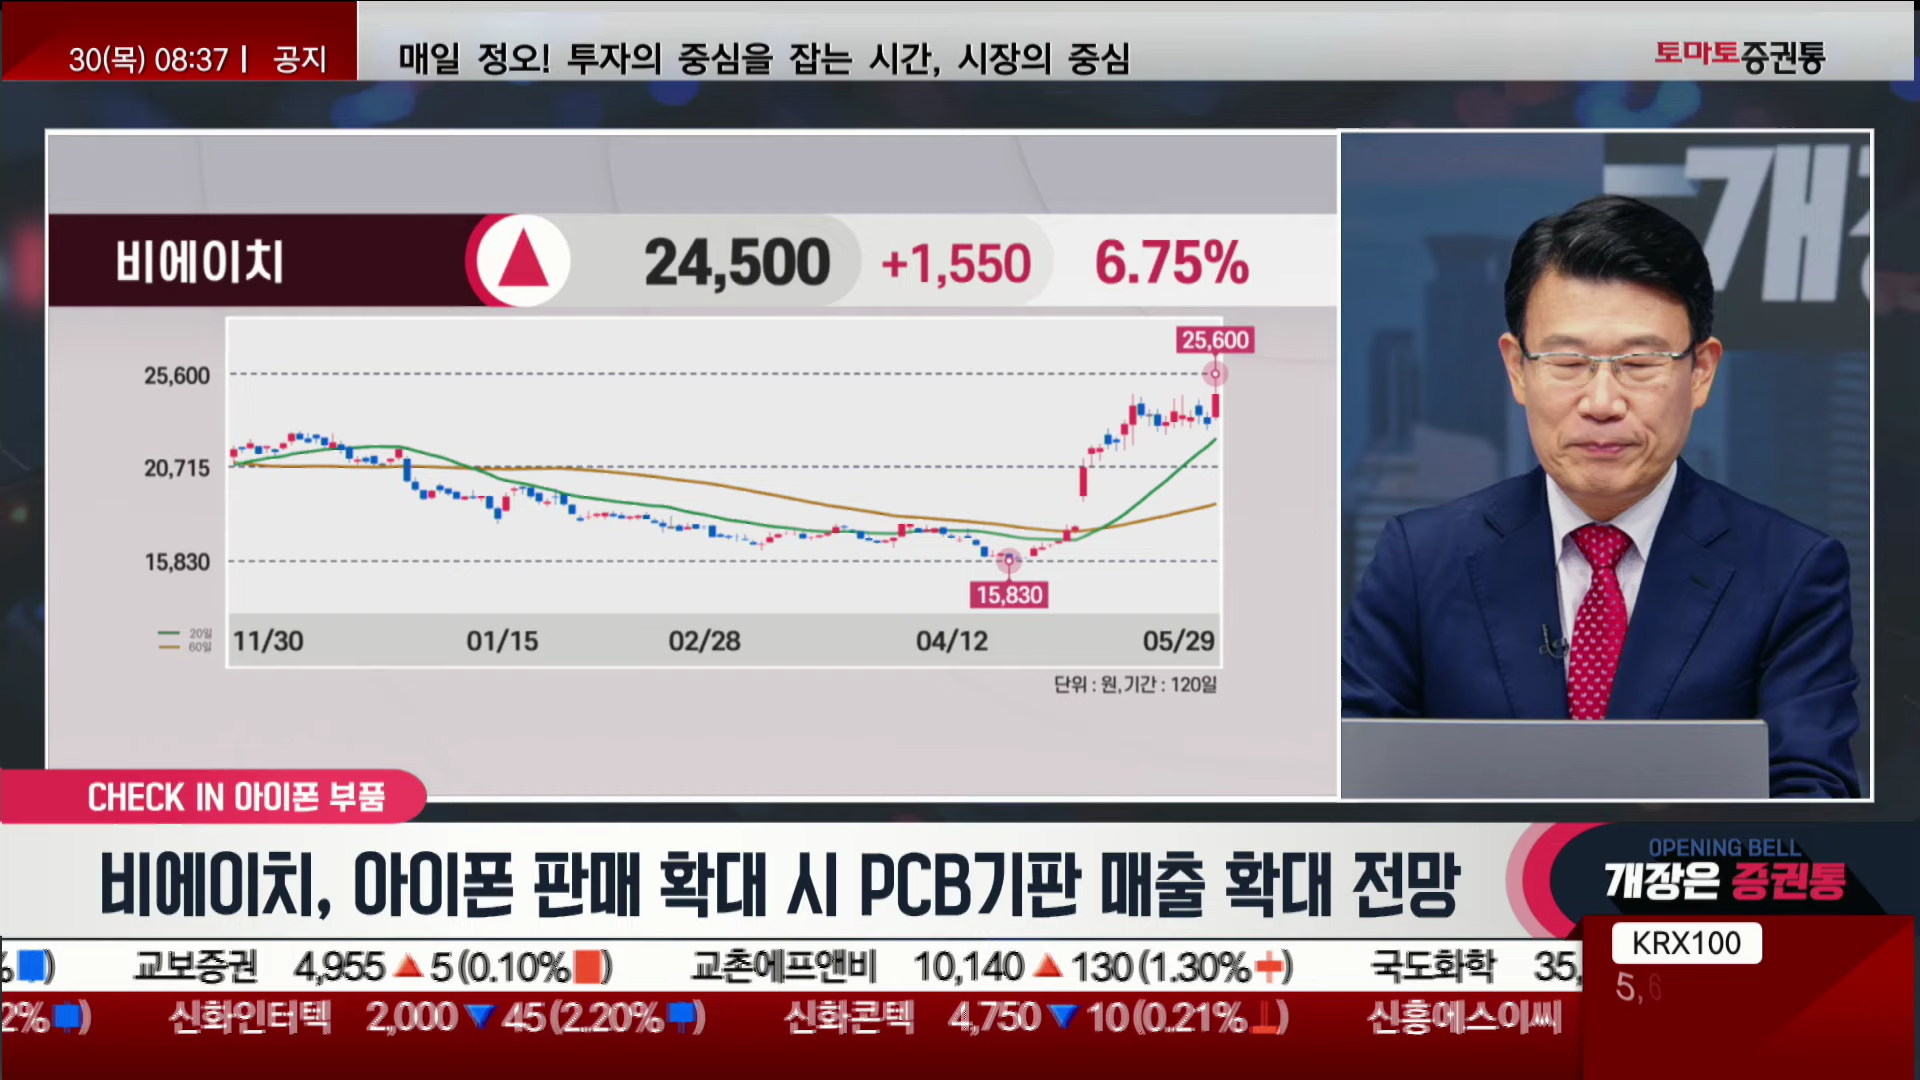 30(목) 08:37 | 공지
매일 정오! 투자의 중심을 잡는 시간, 시장의 중심
토마토증권통
개
비에이치 ▲ 24,500 +1,550 6.75%
25,600
25,600
20,715
15,830
15,830
20일
60일
11/30 01/15 02/28 04/12 05/29
단위 : 원,기간 : 120일
CHECK IN 아이폰 부품
비에이치, 아이폰 판매 확대 시 PCB기판 매출 확대 전망
OPENING BELL
개장은 증권통
KRX100
5,6
%■) 교보증권 4,955▲5(0.10%■) 교촌에프앤비 10,140▲130(1.30%+) 국도화학 35,
2%■) 신화인터텍 2,000▼45(2.20%■) 신화콘텍 4,750▼10(0.21%⊥) 신흥에스이씨